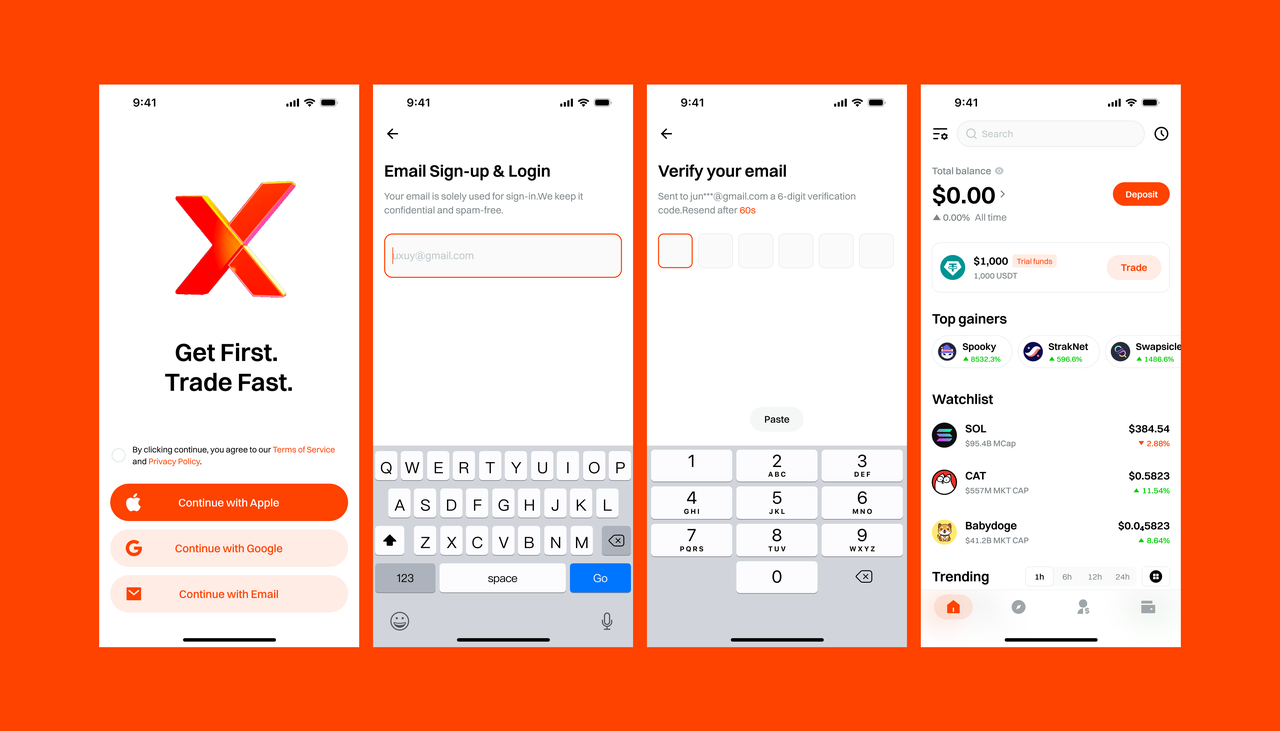 9:41
Get First.
Trade Fast.
By clicking continue, you agree to our Terms of Service
and Privacy Policy.
Continue with Apple
Continue with Google
Continue with Email
9:41
Email Sign-up & Login
Your email is solely used for sign-in.We keep it
confidential and spam-free.
uxuy@gmail.com
Q W E R T Y U I O P
A S D F G H J K L
Z X C V B N M
123 space Go
9:41
Verify your email
Sent to jun***@gmail.com a 6-digit verification
code.Resend after 60s
Paste
1 2 3
ABC DEF
4 5 6
GHI JKL MNO
7 8 9
PQRS TUV WXYZ
0
9:41
Search
Total balance
$0.00
Deposit
0.00% All time
$1,000 Trial funds
1,000 USDT
Trade
Top gainers
Spooky StrakNet Swapsicle
8532.3% 596.6% 1486.6%
Watchlist
SOL $384.54
$95.4B MCap 2.88%
CAT $0.5823
$557M MKT CAP 11.54%
Babydoge $0.0₄5823
$41.2B MKT CAP 8.64%
Trending 1h 6h 12h 24h